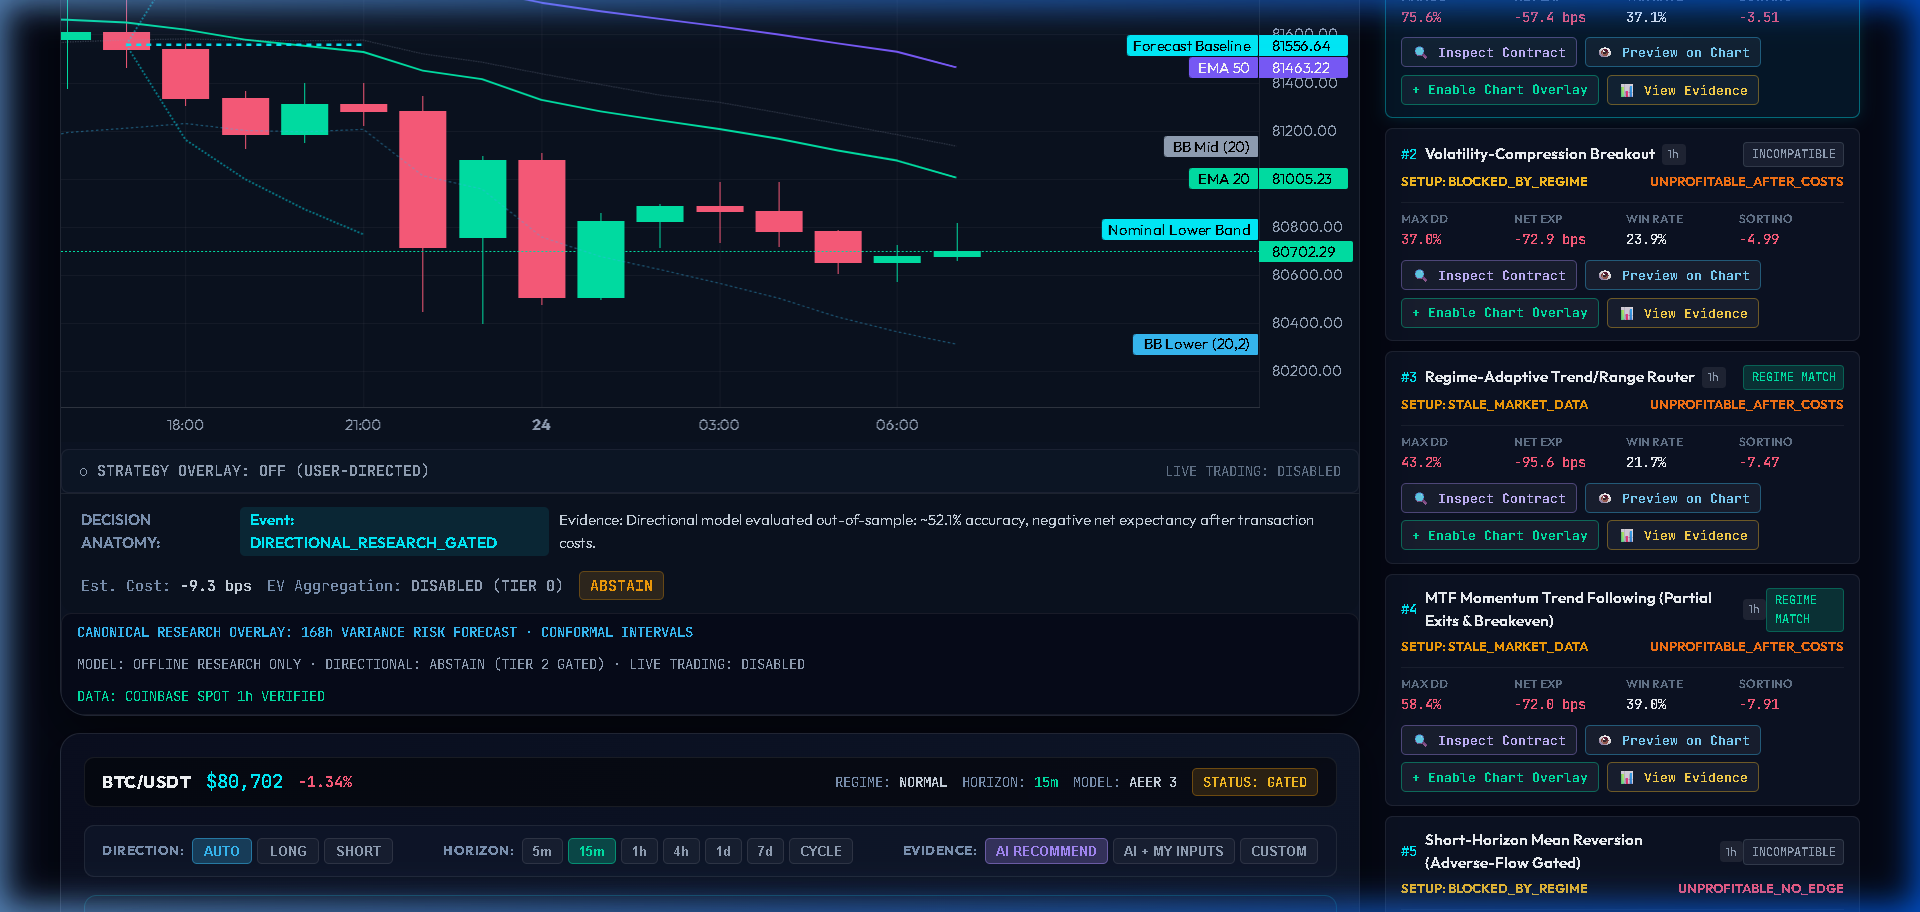 81600.00
Forecast Baseline 81556.64
EMA 50 81463.22
81400.00
81200.00
BB Mid (20)
EMA 20 81005.23
80800.00
Nominal Lower Band
80702.29
80600.00
80400.00
BB Lower (20,2)
80200.00
18:00 21:00 24 03:00 06:00
○ STRATEGY OVERLAY: OFF (USER-DIRECTED) LIVE TRADING: DISABLED
DECISION ANATOMY:
Event: DIRECTIONAL_RESEARCH_GATED
Evidence: Directional model evaluated out-of-sample: ~52.1% accuracy, negative net expectancy after transaction
costs.
Est. Cost: -9.3 bps EV Aggregation: DISABLED (TIER 0) ABSTAIN
CANONICAL RESEARCH OVERLAY: 168h VARIANCE RISK FORECAST · CONFORMAL INTERVALS
MODEL: OFFLINE RESEARCH ONLY · DIRECTIONAL: ABSTAIN (TIER 2 GATED) · LIVE TRADING: DISABLED
DATA: COINBASE SPOT 1h VERIFIED
BTC/USDT $80,702 -1.34% REGIME: NORMAL HORIZON: 15m MODEL: AEER 3 STATUS: GATED
DIRECTION: AUTO LONG SHORT HORIZON: 5m 15m 1h 4h 1d 7d CYCLE EVIDENCE: AI RECOMMEND AI + MY INPUTS CUSTOM
75.6% -57.4 bps 37.1% -3.51
Inspect Contract Preview on Chart
+ Enable Chart Overlay View Evidence
#2 Volatility-Compression Breakout 1h INCOMPATIBLE
SETUP: BLOCKED_BY_REGIME UNPROFITABLE_AFTER_COSTS
MAX DD NET EXP WIN RATE SORTINO
37.0% -72.9 bps 23.9% -4.99
Inspect Contract Preview on Chart
+ Enable Chart Overlay View Evidence
#3 Regime-Adaptive Trend/Range Router 1h REGIME MATCH
SETUP: STALE_MARKET_DATA UNPROFITABLE_AFTER_COSTS
MAX DD NET EXP WIN RATE SORTINO
43.2% -95.6 bps 21.7% -7.47
Inspect Contract Preview on Chart
+ Enable Chart Overlay View Evidence
#4 MTF Momentum Trend Following (Partial
Exits & Breakeven) 1h REGIME MATCH
SETUP: STALE_MARKET_DATA UNPROFITABLE_AFTER_COSTS
MAX DD NET EXP WIN RATE SORTINO
58.4% -72.0 bps 39.0% -7.91
Inspect Contract Preview on Chart
+ Enable Chart Overlay View Evidence
#5 Short-Horizon Mean Reversion
(Adverse-Flow Gated) 1h INCOMPATIBLE
SETUP: BLOCKED_BY_REGIME UNPROFITABLE_NO_EDGE